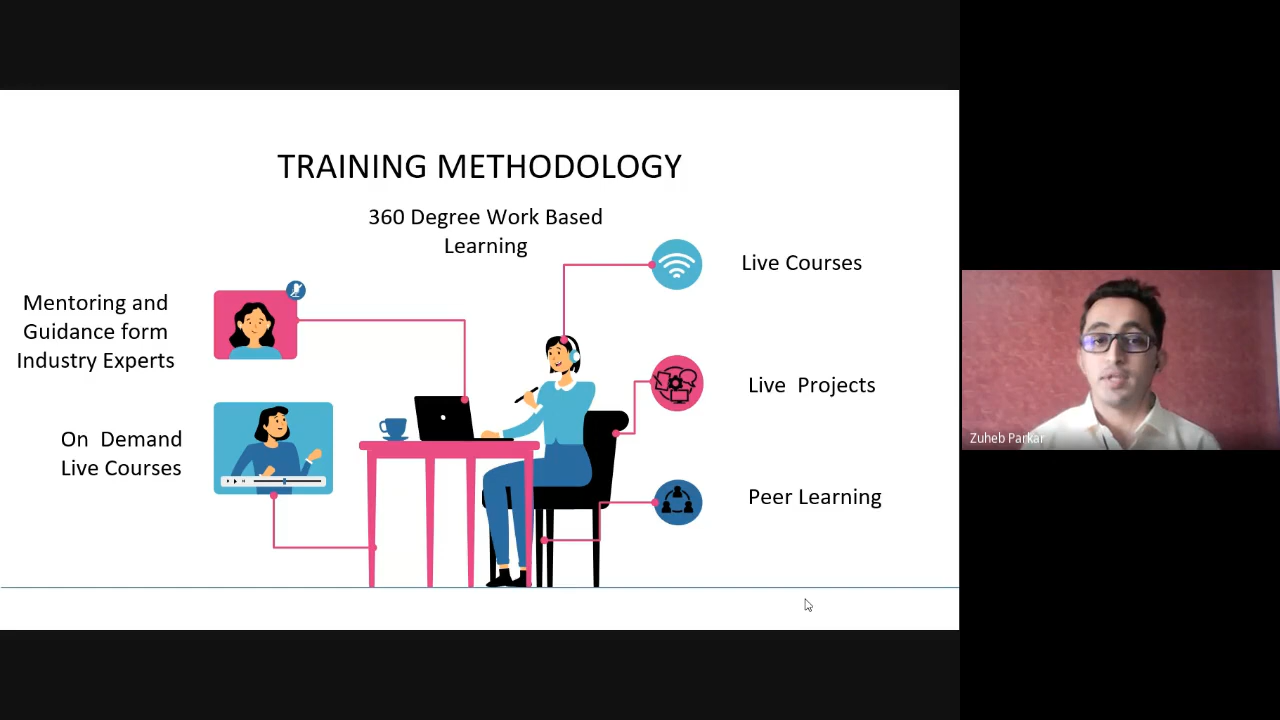 TRAINING METHODOLOGY
360 Degree Work Based
Learning
Live Courses
Mentoring and
Guidance form
Industry Experts
Live Projects
On Demand
Live Courses
Peer Learning
Zuheb Parkar